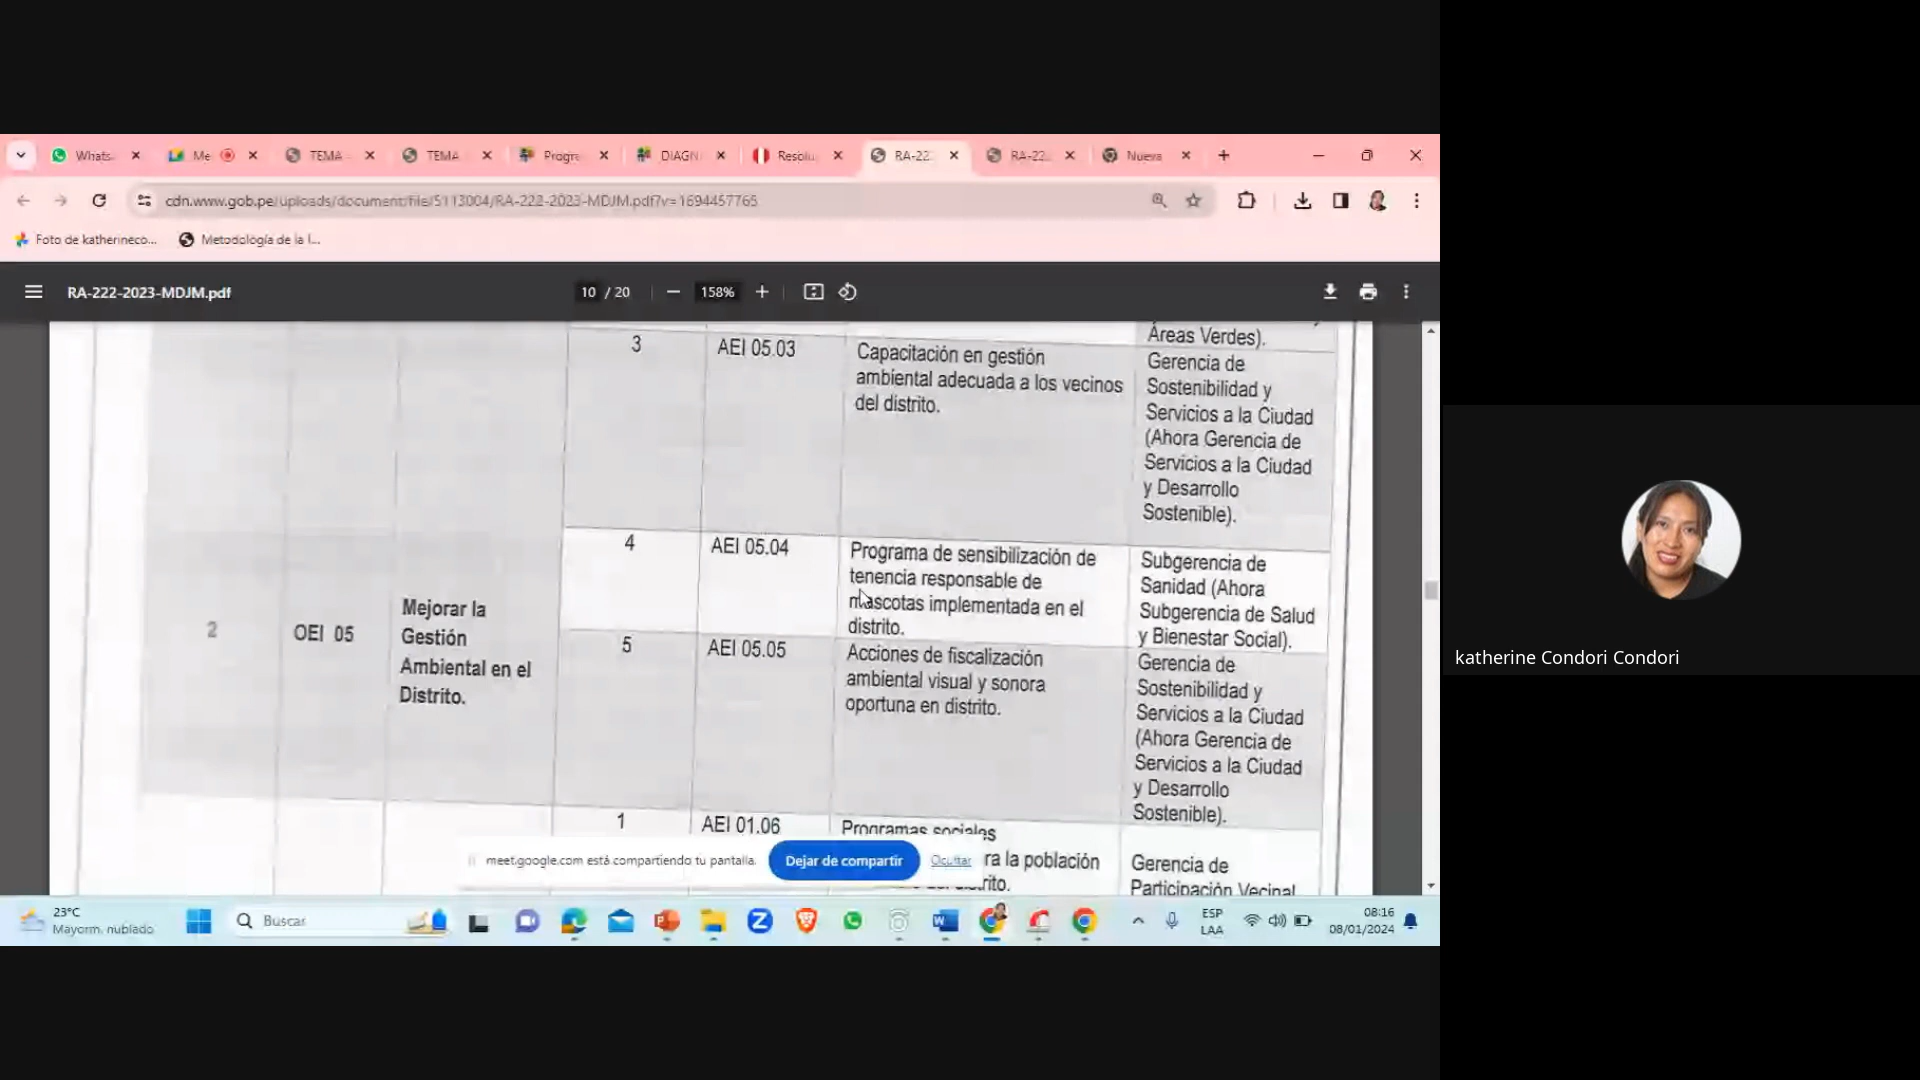 Whats.
Me
TEMA
TEMA
Progra
DIAGN
Resolu
RA-22
RA-22
Nueva
cdn.www.gob.pe/uploads/document/file/5113004/RA-222-2023-MDJM.pdf?v=1694457765
Foto de katherineco...
Metodología de la I...
RA-222-2023-MDJM.pdf
10 / 20
158%
Áreas Verdes).
3
AEI 05.03
Capacitación en gestión
ambiental adecuada a los vecinos
del distrito.
Gerencia de
Sostenibilidad y
Servicios a la Ciudad
(Ahora Gerencia de
Servicios a la Ciudad
y Desarrollo
Sostenible).
2
OEI 05
Mejorar la
Gestión
Ambiental en el
Distrito.
4
AEI 05.04
Programa de sensibilización de
tenencia responsable de
mascotas implementada en el
distrito.
Subgerencia de
Sanidad (Ahora
Subgerencia de Salud
y Bienestar Social).
5
AEI 05.05
Acciones de fiscalización
ambiental visual y sonora
oportuna en distrito.
Gerencia de
Sostenibilidad y
Servicios a la Ciudad
(Ahora Gerencia de
Servicios a la Ciudad
y Desarrollo
Sostenible).
1
AEI 01.06
Programas sociales
ra la población
rito.
Gerencia de
Participación Vecinal
meet.google.com está compartiendo tu pantalla.
Dejar de compartir
Ocultar
katherine Condori Condori
23°C
Mayorm. nublado
Buscar
ESP
LAA
08:16
08/01/2024